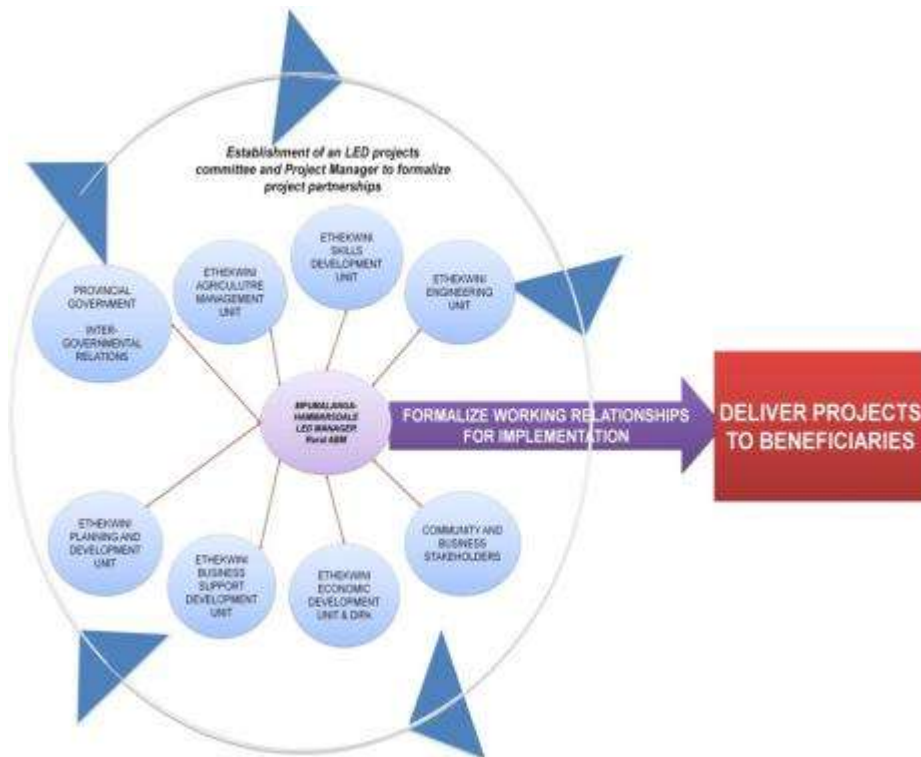 Establishment of an LED projects
committee and Project Manager to formalize
project partnerships
PROVINCIAL
GOVERNMENT
INTER-
GOVERNMENTAL
RELATIONS
ETHEKWINI
AGRICULUTRE
MANAGEMENT
UNIT
ETHEKWINI
SKILLS
DEVELOPMENT
UNIT
ETHEKWINI
ENGINEERING
UNIT
MPUMALANGA-
HAMMARSDALE
LED MANAGER,
Rural ABM
FORMALIZE WORKING RELATIONSHIPS
FOR IMPLEMENTATION
DELIVER PROJECTS
TO BENEFICIARIES
ETHEKWINI
PLANNING AND
DEVELOPMENT
UNIT
ETHEKWINI
BUSINESS
SUPPORT
DEVELOPMENT
UNIT
ETHEKWINI
ECONOMIC
DEVELOPMENT
UNIT &
COMMUNITY AND
BUSINESS
STAKEHOLDERS